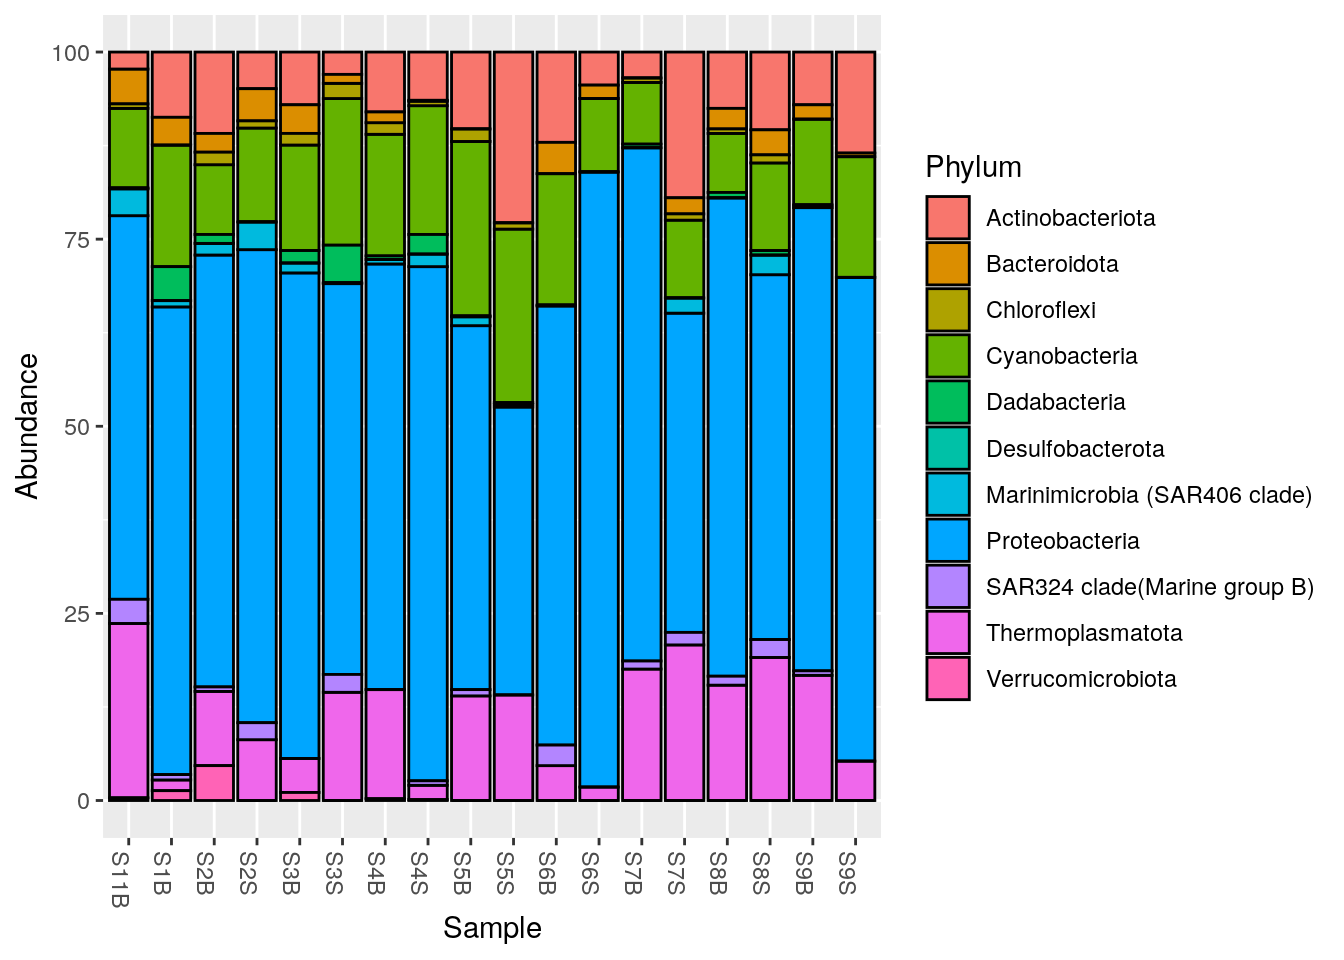 100
75
50
25
0
Abundance
S11B
S1B
S2B
S2S
S3B
S3S
S4B
S4S
S5B
S5S
S6B
S6S
S7B
S7S
S8B
S8S
S9B
S9S
Sample
Phylum
Actinobacteriota
Bacteroidota
Chloroflexi
Cyanobacteria
Dadabacteria
Desulfobacterota
Marinimicrobia (SAR406 clade)
Proteobacteria
SAR324 clade(Marine group B)
Thermoplasmatota
Verrucomicrobiota